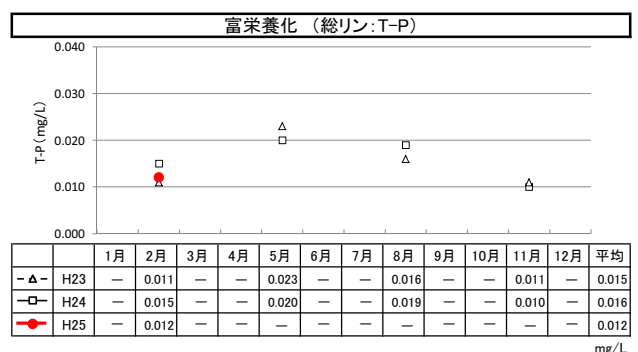 富栄養化 （総リン：T-P）
0.040
0.030
0.020
0.010
0.000
T-P（mg/L）
1月 2月 3月 4月 5月 6月 7月 8月 9月 10月 11月 12月 平均
H23 — 0.011 — — 0.023 — — 0.016 — — 0.011 — 0.015
H24 — 0.015 — — 0.020 — — 0.019 — — 0.010 — 0.016
H25 — 0.012 — — — — — — — — — — 0.012
mg/L